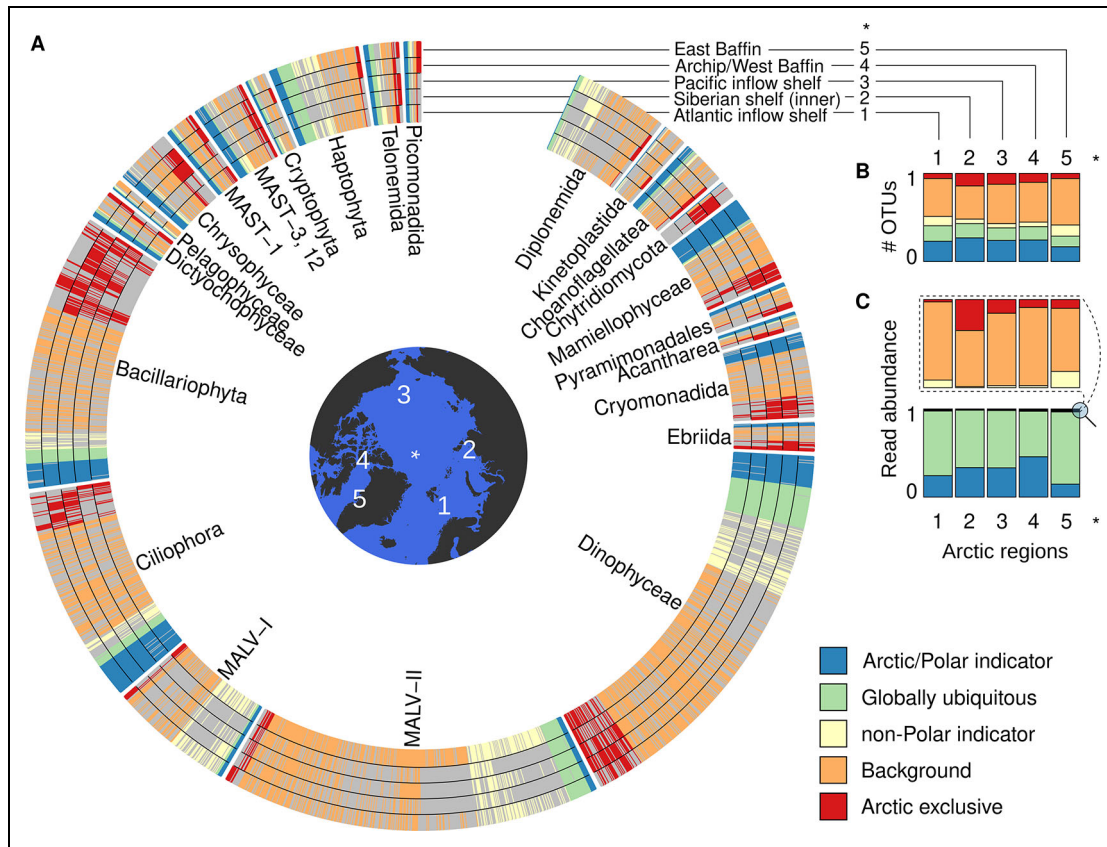 A
*
East Baffin 5
Archip/West Baffin 4
Pacific inflow shelf 3
Siberian shelf (inner) 2
Atlantic inflow shelf 1
Picomonadida
Telonemida
Haptophyta
Cryptophyta
MAST-3, 12
MAST-1
Chrysophyceae
Pelagophyceae
Dictyochophyceae
Bacillariophyta
Ciliophora
MALV-I
MALV-II
Dinophyceae
Ebriida
Cryomonadida
Acantharea
Pyramimonadales
Mamiellophyceae
Chytridiomycota
Choanoflagellatea
Kinetoplastida
Diplonemida
3
2
4
*
5
1
1 2 3 4 5 *
B
1
# OTUs
0
C
Read abundance
1
0
1 2 3 4 5 *
Arctic regions
Arctic/Polar indicator
Globally ubiquitous
non-Polar indicator
Background
Arctic exclusive